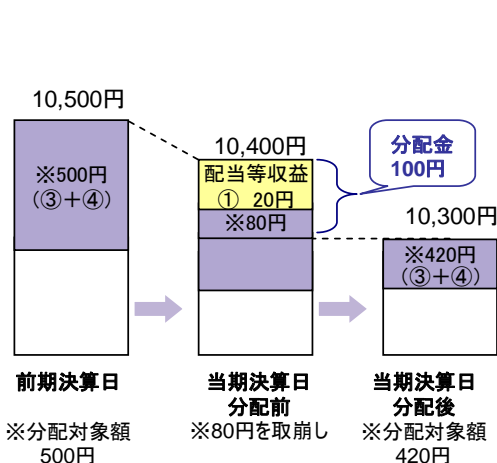 10,500円
※500円
(③+④)
10,400円
配当等収益
① 20円
※80円
分配金
100円
10,300円
※420円
(③+④)
前期決算日
当期決算日
分配前
当期決算日
分配後
※分配対象額
500円
※80円を取崩し
※分配対象額
420円